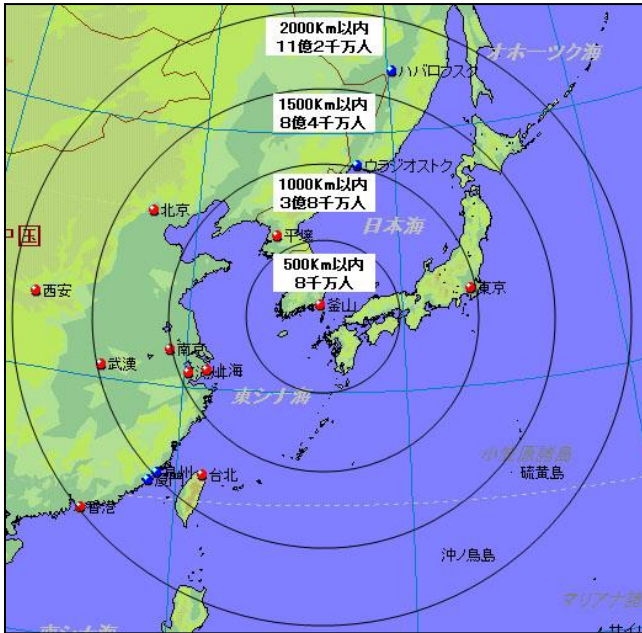 2000Km以内
11億2千万人
オホーツク海
ハバロフスク
1500Km以内
8億4千万人
ウラジオストク
1000Km以内
3億8千万人
北京
日本海
平壌
国
500Km以内
8千万人
西安
東京
釜山
南京
武漢
上海
東シナ海
小笠原諸島
硫黄島
台北
香港
沖ノ鳥島
マリアナ諸
東シナ海
サイ